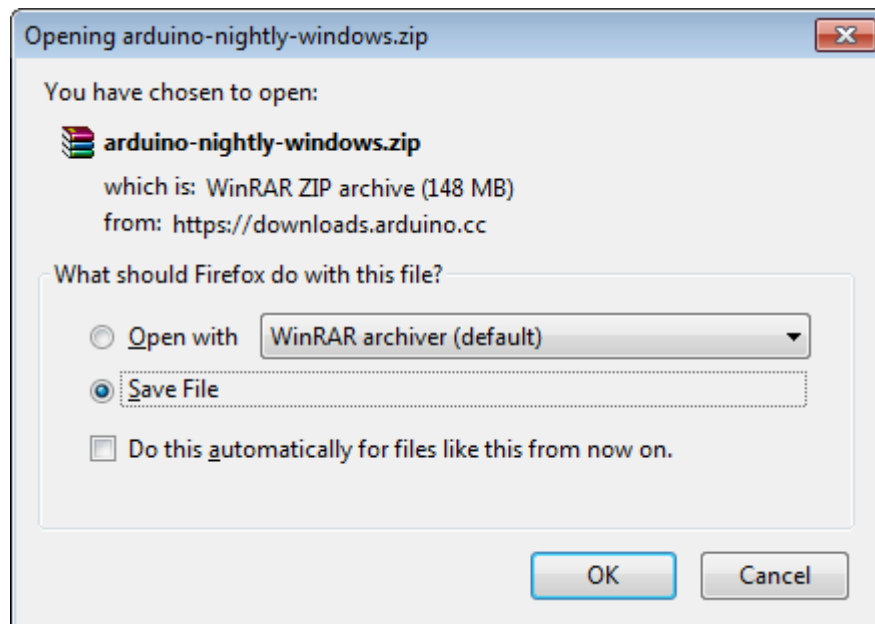 Opening arduino-nightly-windows.zip
You have chosen to open:
arduino-nightly-windows.zip
which is: WinRAR ZIP archive (148 MB)
from: https://downloads.arduino.cc
What should Firefox do with this file?
Open with WinRAR archiver (default)
Save File
Do this automatically for files like this from now on.
OK Cancel